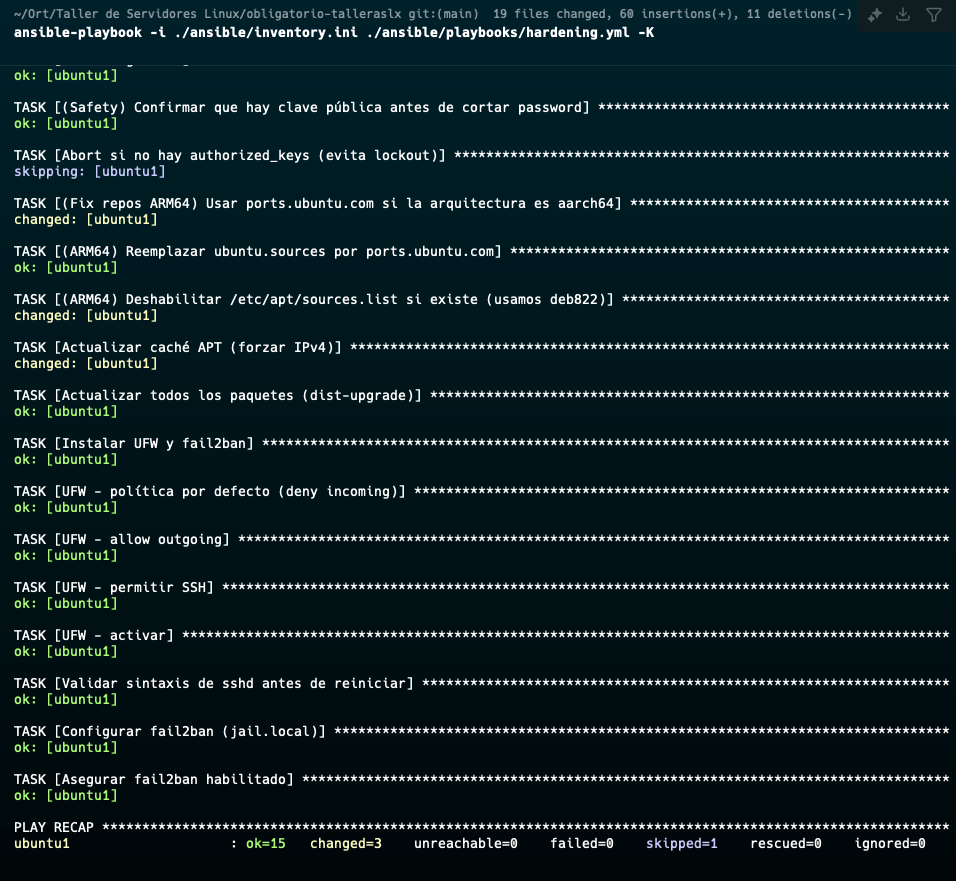 ~/Ort/Taller de Servidores Linux/obligatorio-talleraslx git:(main) 19 files changed, 60 insertions(+), 11 deletions(-)
ansible-playbook -i ./ansible/inventory.ini ./ansible/playbooks/hardening.yml -K
ok: [ubuntu1]
TASK [(Safety) Confirmar que hay clave pública antes de cortar password] ********************************************
ok: [ubuntu1]
TASK [Abort si no hay authorized_keys (evita lockout)] **************************************************************
skipping: [ubuntu1]
TASK [(Fix repos ARM64) Usar ports.ubuntu.com si la arquitectura es aarch64] ****************************************
changed: [ubuntu1]
TASK [(ARM64) Reemplazar ubuntu.sources por ports.ubuntu.com] *******************************************************
ok: [ubuntu1]
TASK [(ARM64) Deshabilitar /etc/apt/sources.list si existe (usamos deb822)] *****************************************
changed: [ubuntu1]
TASK [Actualizar caché APT (forzar IPv4)] ***************************************************************************
changed: [ubuntu1]
TASK [Actualizar todos los paquetes (dist-upgrade)] *****************************************************************
ok: [ubuntu1]
TASK [Instalar UFW y fail2ban] **************************************************************************************
ok: [ubuntu1]
TASK [UFW - política por defecto (deny incoming)] *******************************************************************
ok: [ubuntu1]
TASK [UFW - allow outgoing] *****************************************************************************************
ok: [ubuntu1]
TASK [UFW - permitir SSH] *******************************************************************************************
ok: [ubuntu1]
TASK [UFW - activar] ************************************************************************************************
ok: [ubuntu1]
TASK [Validar sintaxis de sshd antes de reiniciar] ******************************************************************
ok: [ubuntu1]
TASK [Configurar fail2ban (jail.local)] *****************************************************************************
ok: [ubuntu1]
TASK [Asegurar fail2ban habilitado] *********************************************************************************
ok: [ubuntu1]
PLAY RECAP **********************************************************************************************************
ubuntu1 : ok=15 changed=3 unreachable=0 failed=0 skipped=1 rescued=0 ignored=0